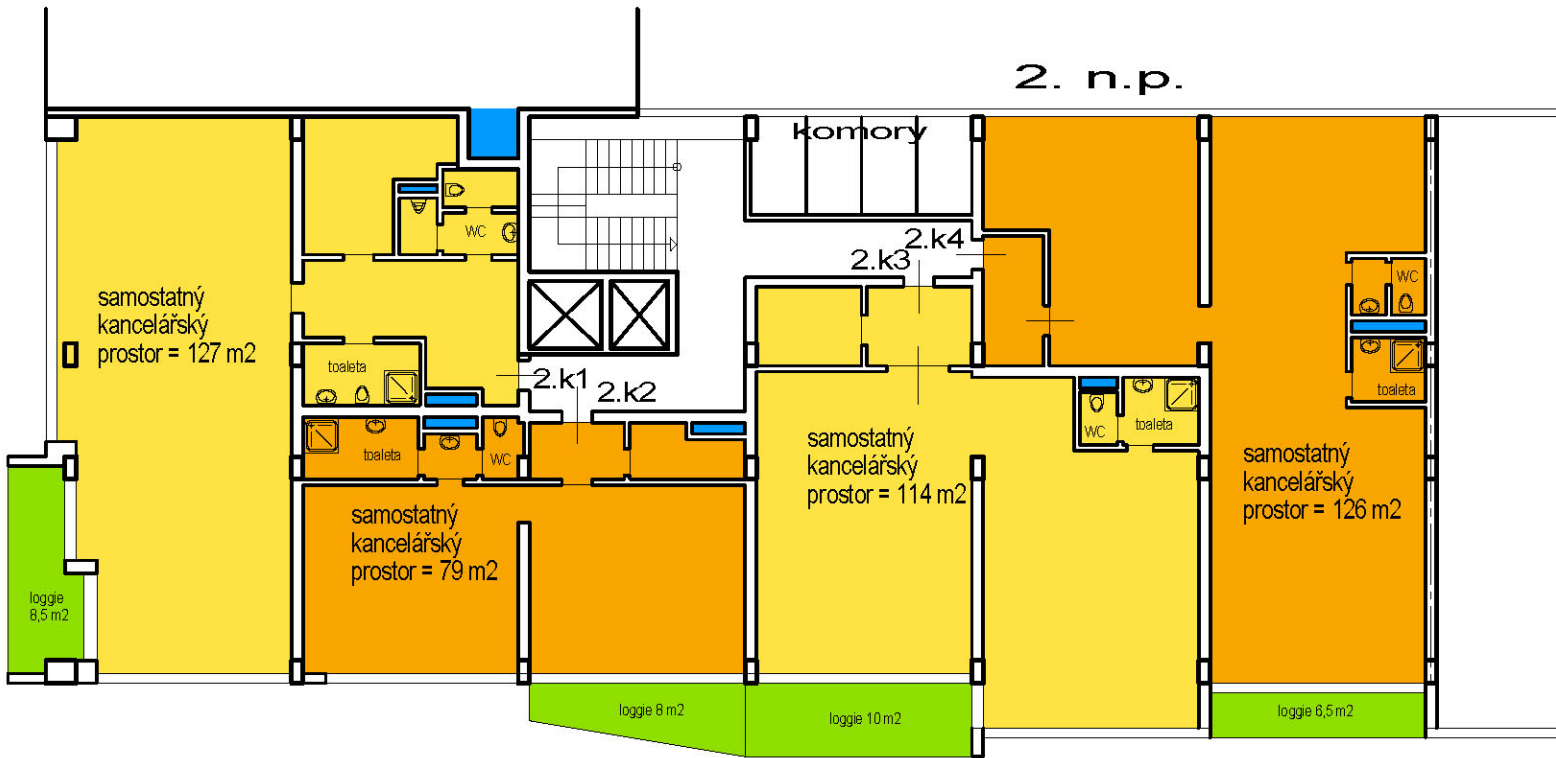 2. n.p.
komory
2.k4
2.k3
WC
samostatný
kancelářský
prostor = 127 m2
WC
toaleta
2.k1
2.k2
toaleta
toaleta
WC
WC
toaleta
samostatný
kancelářský
prostor = 114 m2
samostatný
kancelářský
prostor = 126 m2
samostatný
kancelářský
prostor = 79 m2
loggie
8,5 m2
loggie 8 m2
loggie 10 m2
loggie 6,5 m2